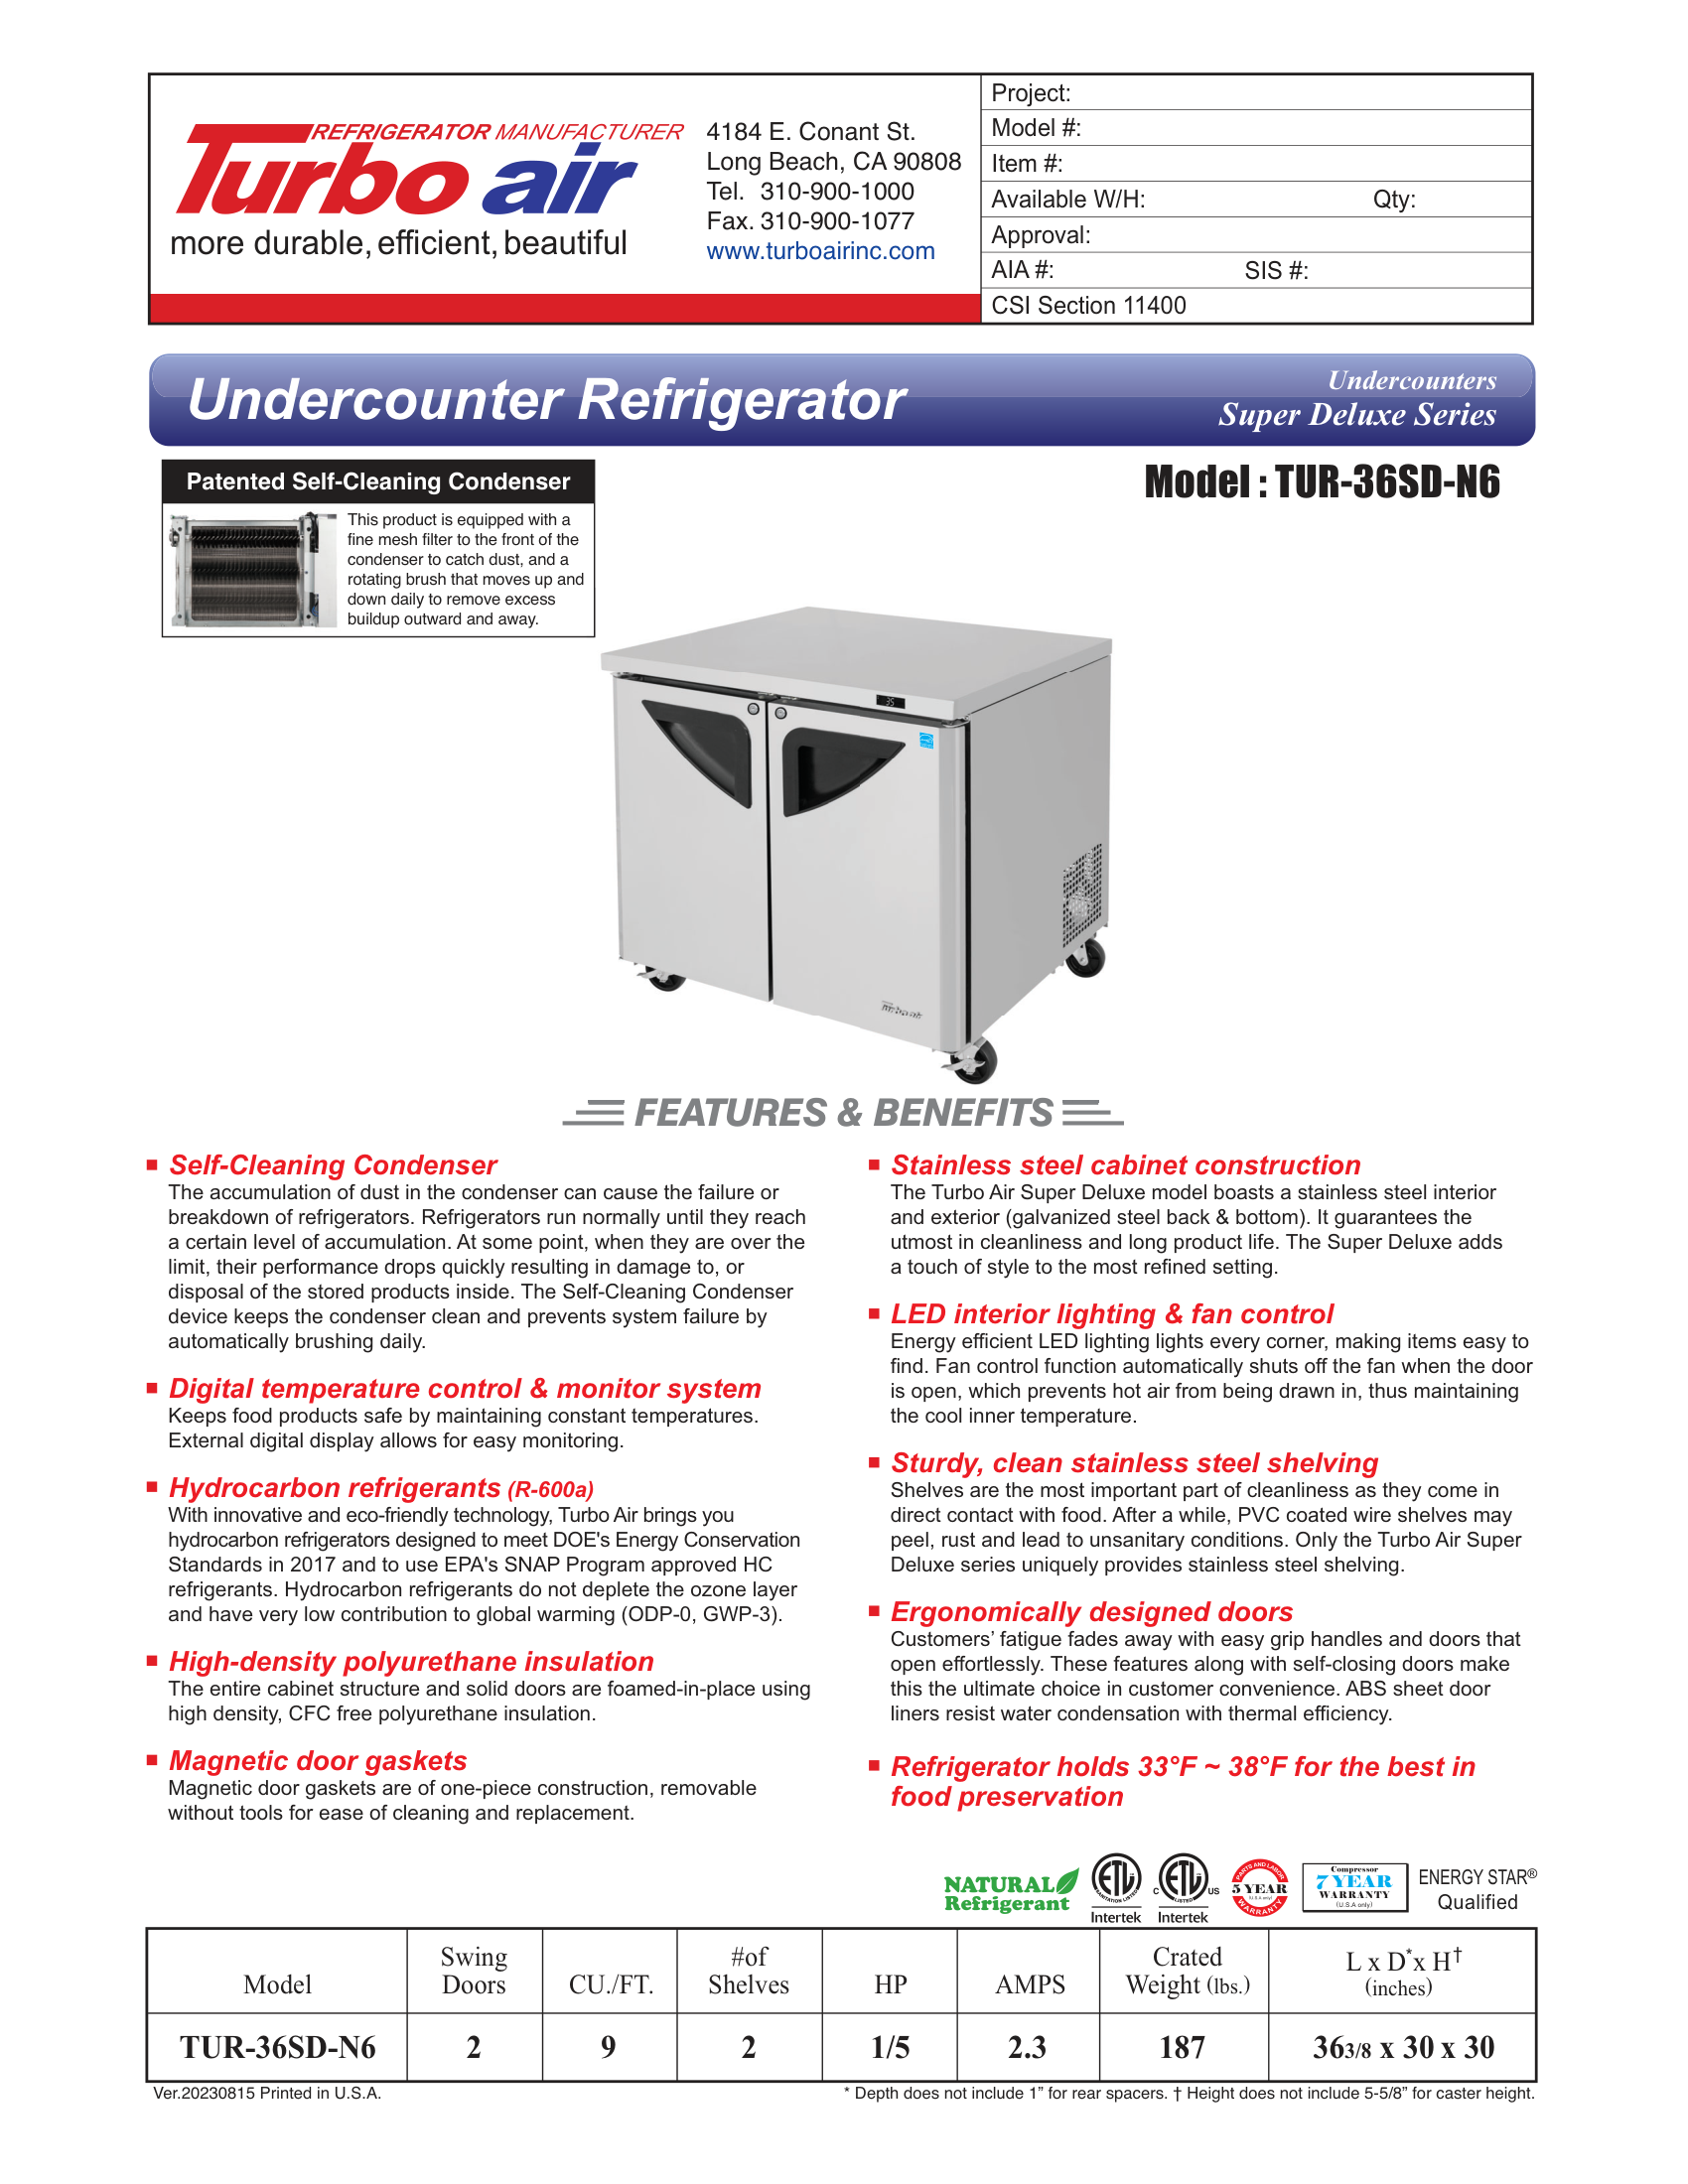 REFRIGERATOR MANUFACTURER
Turbo air
more durable, efficient, beautiful
4184 E. Conant St.
Long Beach, CA 90808
Tel. 310-900-1000
Fax. 310-900-1077
www.turboairinc.com
Project:
Model #:
Item #:
Available W/H: Qty:
Approval:
AIA #: SIS #:
CSI Section 11400
Undercounter Refrigerator
Undercounters
Super Deluxe Series
Patented Self-Cleaning Condenser
This product is equipped with a
fine mesh filter to the front of the
condenser to catch dust, and a
rotating brush that moves up and
down daily to remove excess
buildup outward and away.
Model : TUR-36SD-N6
35
Turbo air
FEATURES & BENEFITS
■ Self-Cleaning Condenser
The accumulation of dust in the condenser can cause the failure or
breakdown of refrigerators. Refrigerators run normally until they reach
a certain level of accumulation. At some point, when they are over the
limit, their performance drops quickly resulting in damage to, or
disposal of the stored products inside. The Self-Cleaning Condenser
device keeps the condenser clean and prevents system failure by
automatically brushing daily.
■ Digital temperature control & monitor system
Keeps food products safe by maintaining constant temperatures.
External digital display allows for easy monitoring.
■ Hydrocarbon refrigerants (R-600a)
With innovative and eco-friendly technology, Turbo Air brings you
hydrocarbon refrigerators designed to meet DOE's Energy Conservation
Standards in 2017 and to use EPA's SNAP Program approved HC
refrigerants. Hydrocarbon refrigerants do not deplete the ozone layer
and have very low contribution to global warming (ODP-0, GWP-3).
■ High-density polyurethane insulation
The entire cabinet structure and solid doors are foamed-in-place using
high density, CFC free polyurethane insulation.
■ Magnetic door gaskets
Magnetic door gaskets are of one-piece construction, removable
without tools for ease of cleaning and replacement.
■ Stainless steel cabinet construction
The Turbo Air Super Deluxe model boasts a stainless steel interior
and exterior (galvanized steel back & bottom). It guarantees the
utmost in cleanliness and long product life. The Super Deluxe adds
a touch of style to the most refined setting.
■ LED interior lighting & fan control
Energy efficient LED lighting lights every corner, making items easy to
find. Fan control function automatically shuts off the fan when the door
is open, which prevents hot air from being drawn in, thus maintaining
the cool inner temperature.
■ Sturdy, clean stainless steel shelving
Shelves are the most important part of cleanliness as they come in
direct contact with food. After a while, PVC coated wire shelves may
peel, rust and lead to unsanitary conditions. Only the Turbo Air Super
Deluxe series uniquely provides stainless steel shelving.
■ Ergonomically designed doors
Customers’ fatigue fades away with easy grip handles and doors that
open effortlessly. These features along with self-closing doors make
this the ultimate choice in customer convenience. ABS sheet door
liners resist water condensation with thermal efficiency.
■ Refrigerator holds 33°F ~ 38°F for the best in
food preservation
NATURAL
Refrigerant
ETL
SANITATION LISTED
Intertek
C ETL US
LISTED
Intertek
PARTS AND LABOR
5 YEAR
(U.S.A only)
WARRANTY
Compressor
7 YEAR
WARRANTY
(U.S.A only)
ENERGY STAR®
Qualified
Model
Swing
Doors
CU./FT.
#of
Shelves
HP
AMPS
Crated
Weight (lbs.)
L x D* x H†
(inches)
TUR-36SD-N6 2 9 2 1/5 2.3 187 363/8 x 30 x 30
Ver.20230815 Printed in U.S.A.
* Depth does not include 1” for rear spacers. † Height does not include 5-5/8” for caster height.